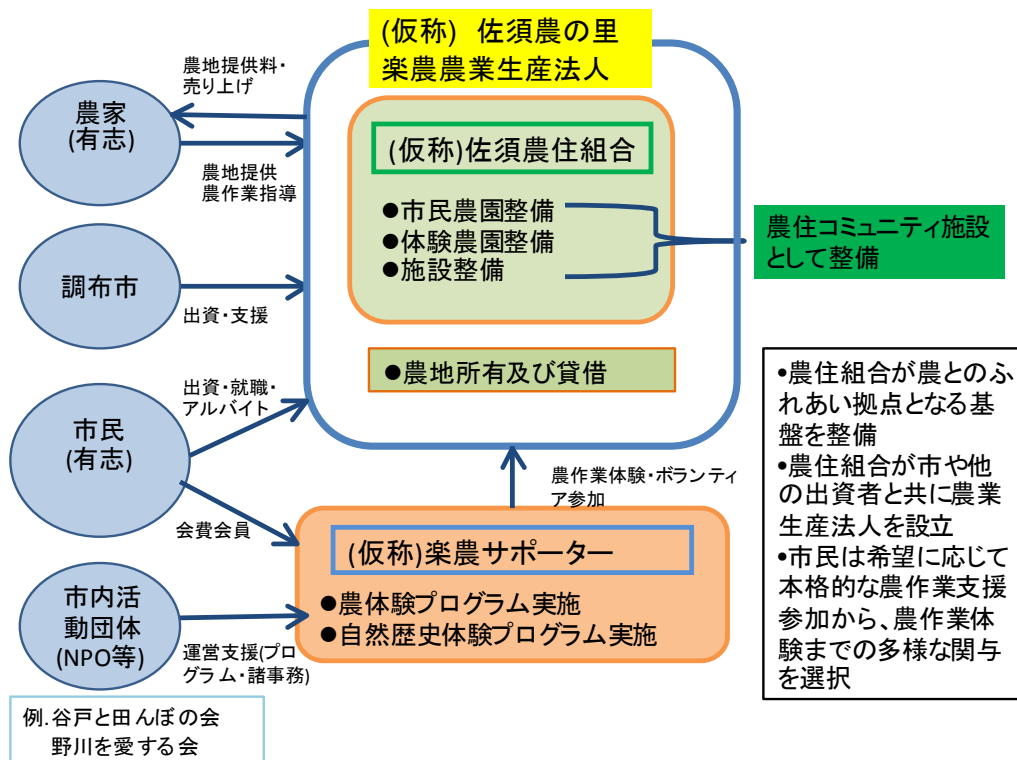 (仮称) 佐須農の里
楽農農業生産法人
農地提供料・
売り上げ
農家
(有志)
農地提供
農作業指導
(仮称)佐須農住組合
●市民農園整備
●体験農園整備
●施設整備
農住コミュニティ施設
として整備
調布市
出資・支援
●農地所有及び貸借
出資・就職・
アルバイト
市民
(有志)
会費会員
農作業体験・ボランティ
ア参加
(仮称)楽農サポーター
●農体験プログラム実施
●自然歴史体験プログラム実施
市内活
動団体
(NPO等)
運営支援(プロ
グラム・諸事務)
例.谷戸と田んぼの会
野川を愛する会
•農住組合が農とのふ
れあい拠点となる基
盤を整備
•農住組合が市や他
の出資者と共に農業
生産法人を設立
•市民は希望に応じて
本格的な農作業支援
参加から、農作業体
験までの多様な関与
を選択